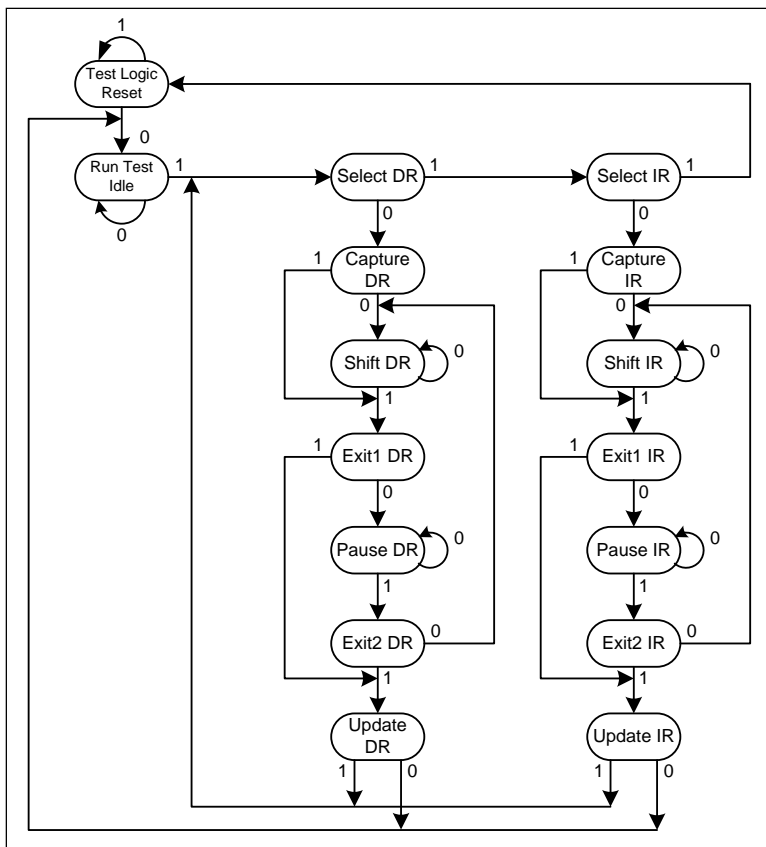 1
Test Logic
Reset
0
Run Test
Idle
1
0
Select DR
1
0
Select IR
1
0
Capture
DR
1
0
Capture
IR
1
0
Shift DR
0
1
Shift IR
0
1
1
Exit1 DR
0
1
Exit1 IR
0
Pause DR
0
1
Pause IR
0
1
Exit2 DR
0
1
Exit2 IR
0
1
Update
DR
1
0
Update IR
1
0